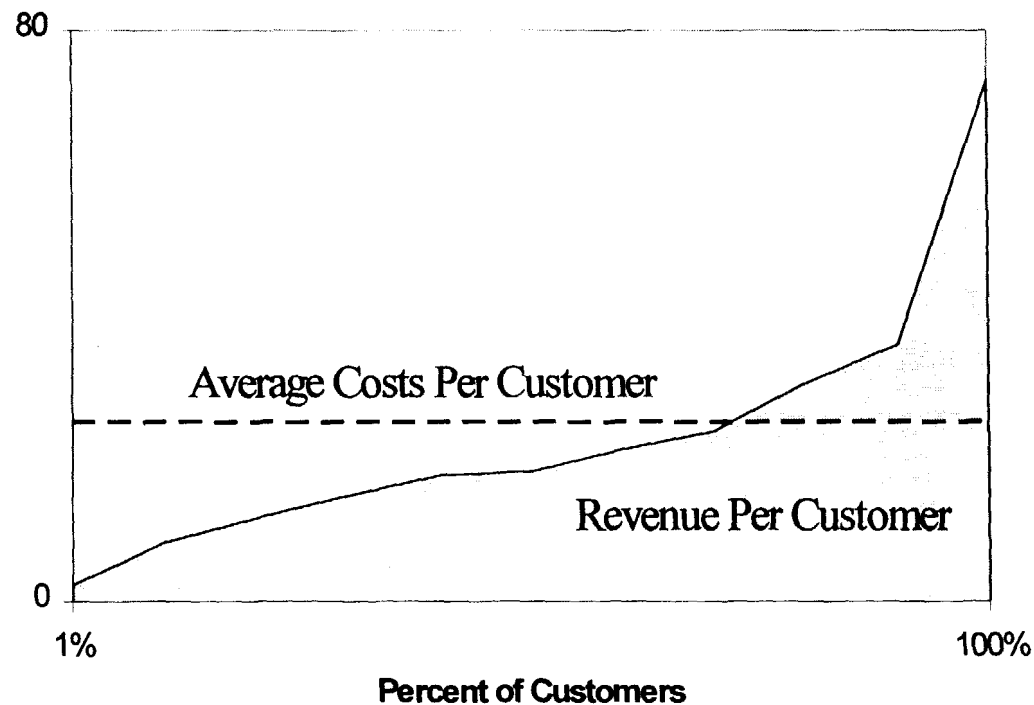 80
Average Costs Per Customer
Revenue Per Customer
0
1%
100%
Percent of Customers